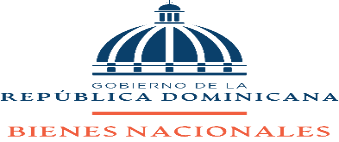 GOBIERNO DE LA
REPÚBLICA DOMINICANA
BIENES NACIONALES